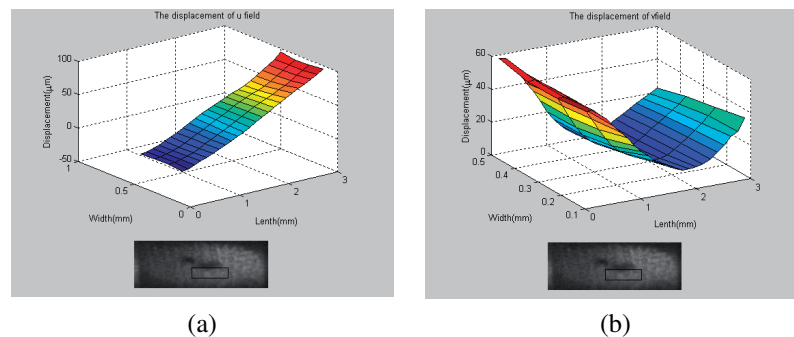 The displacement of u field
100
50
0
-50
Displacement(μm)
1
0.5
0
Width(mm)
0
1
2
3
Lenth(mm)
(a)
The displacement of vfield
60
40
20
0
Displacement(μm)
0.5
0.4
0.3
0.2
0.1
Width(mm)
0
1
2
3
Lenth(mm)
(b)